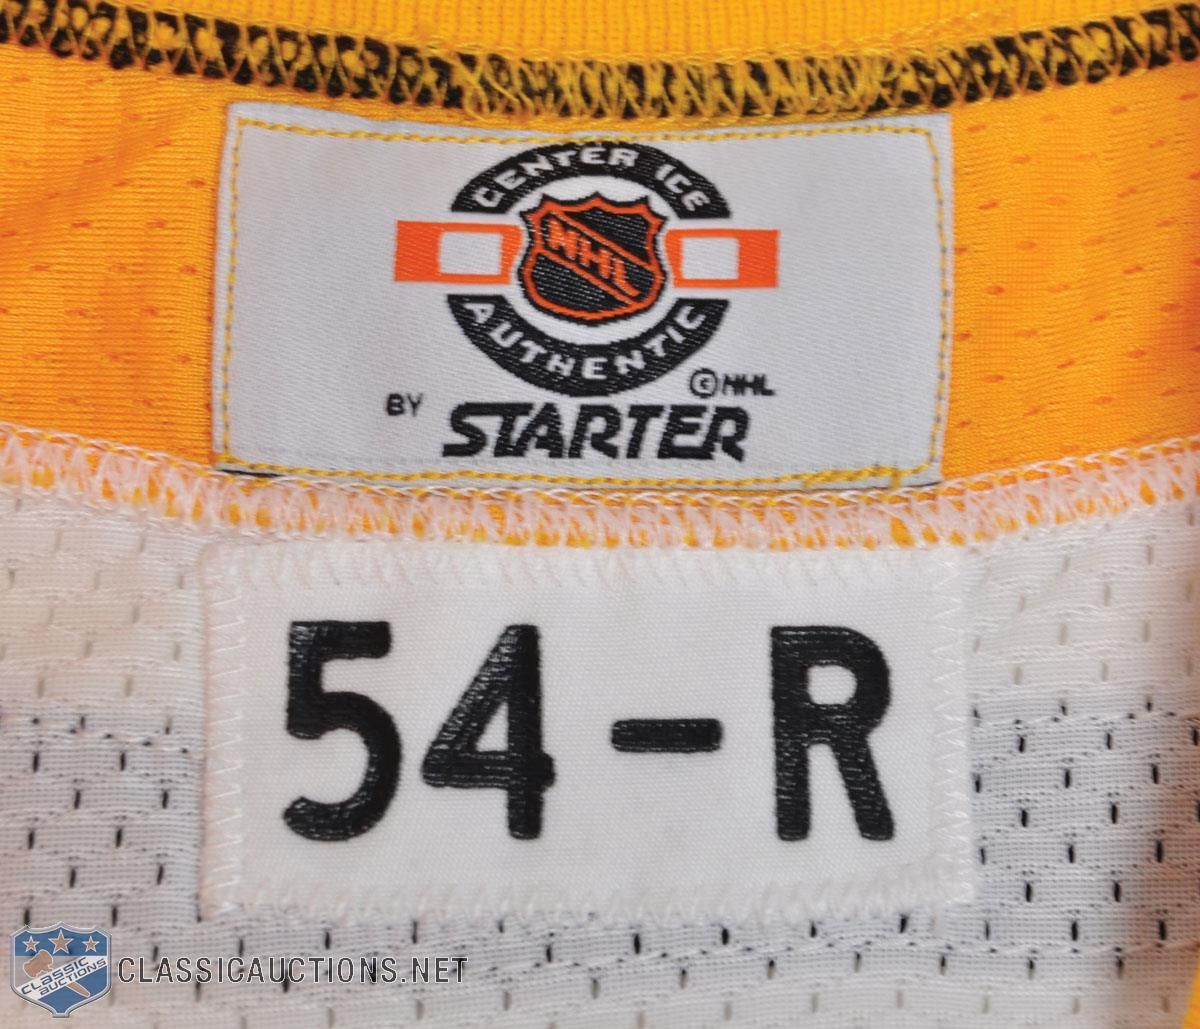 CENTER ICE
NHL
AUTHENTIC
©NHL
BY STARTER
54-R
CLASSIC AUCTIONS
CLASSICAUCTIONS.NET